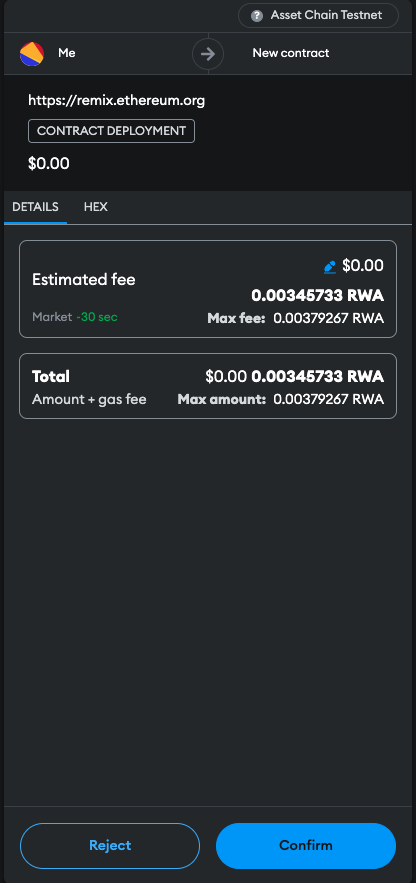 Asset Chain Testnet
Me
New contract
https://remix.ethereum.org
CONTRACT DEPLOYMENT
$0.00
DETAILS HEX
$0.00
Estimated fee
0.00345733 RWA
Market -30 sec Max fee: 0.00379267 RWA
Total $0.00 0.00345733 RWA
Amount + gas fee Max amount: 0.00379267 RWA
Reject Confirm